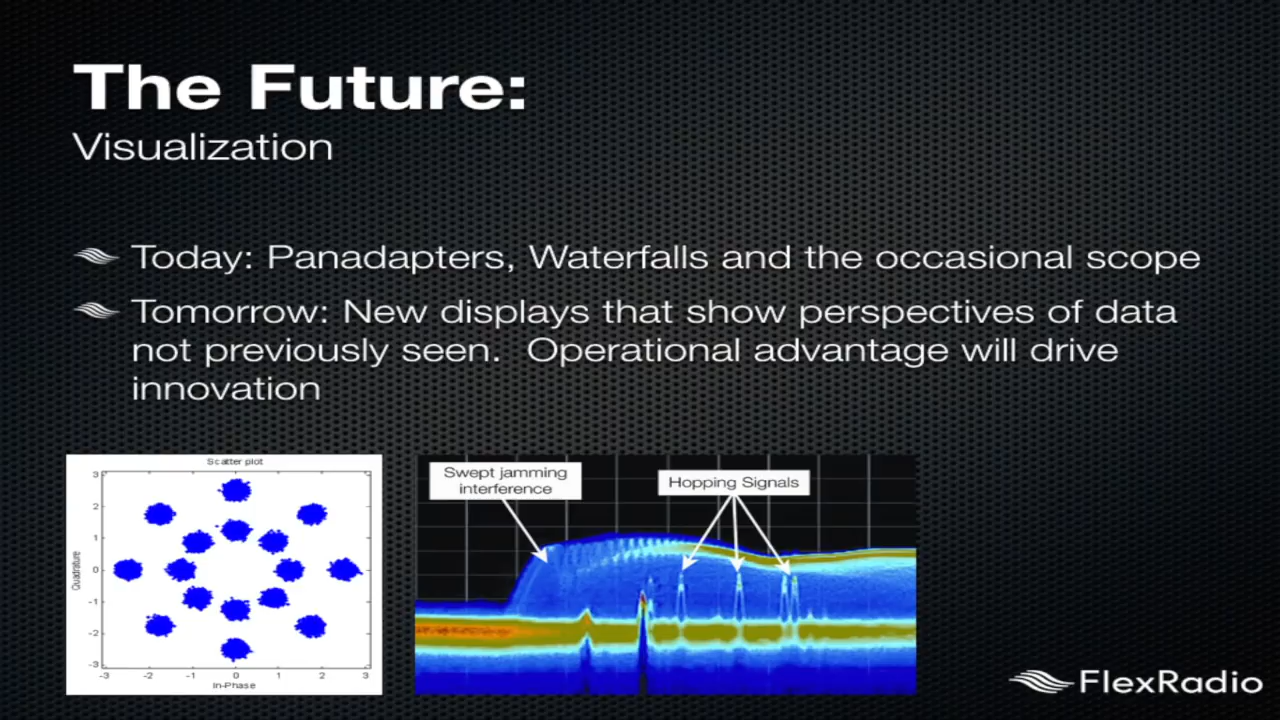 The Future:
Visualization
Today: Panadapters, Waterfalls and the occasional scope
Tomorrow: New displays that show perspectives of data
not previously seen.  Operational advantage will drive
innovation
Scatter plot
3
2
1
0
-1
-2
-3
Quadrature
-3 -2 -1 0 1 2 3
In-Phase
Swept jamming
interference
Hopping Signals
FlexRadio